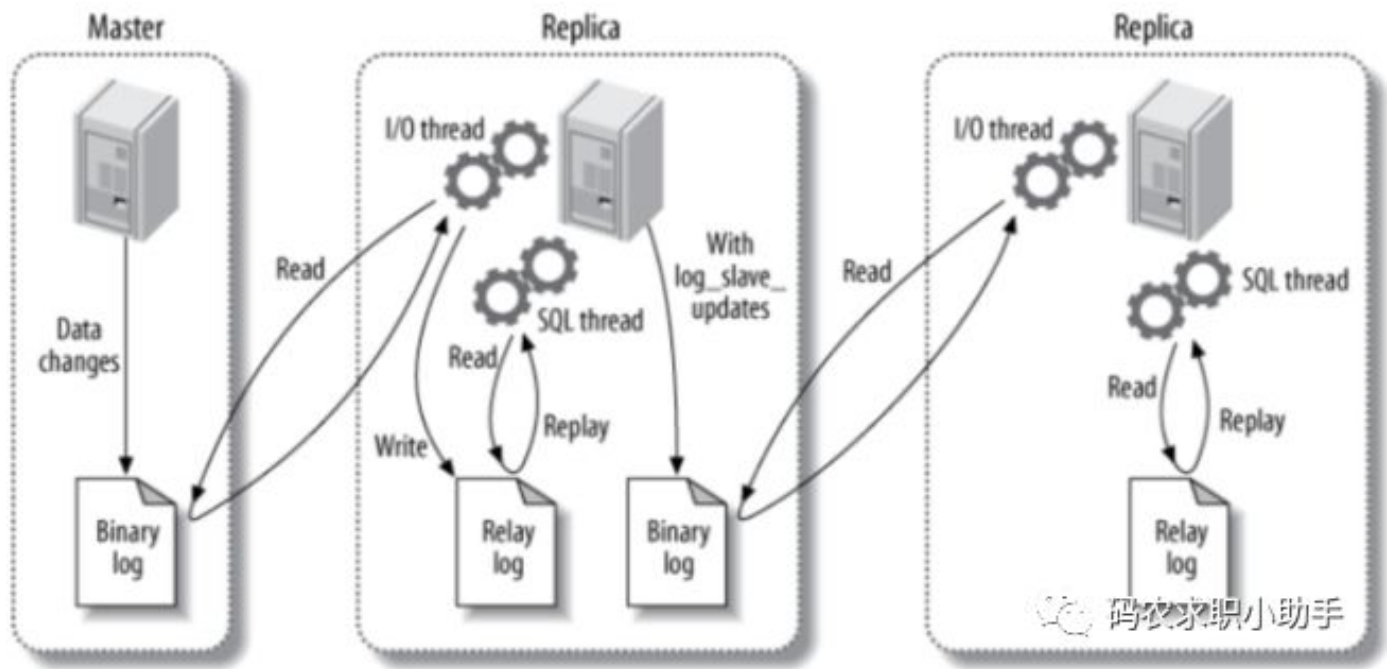 Master
Replica
Replica
I/O thread
I/O thread
Read
With
log_slave_
updates
Read
SQL thread
SQL thread
Data
changes
Read
Read
Write
Replay
Replay
Binary
log
Relay
log
Binary
log
Relay
log
码农求职小助手